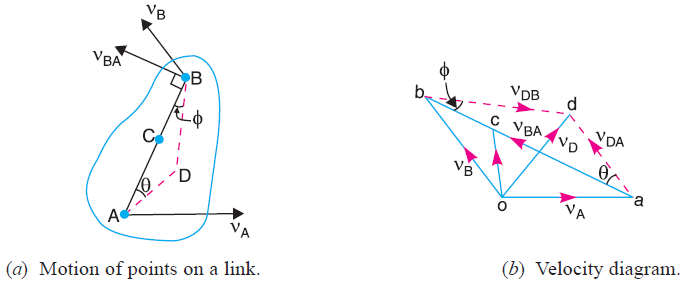 vB
vBA
B
ϕ
C
D
θ
A
vA
(a) Motion of points on a link.
ϕ
b
vDB
d
c
vBA
vD
vDA
vB
θ
o
vA
a
(b) Velocity diagram.